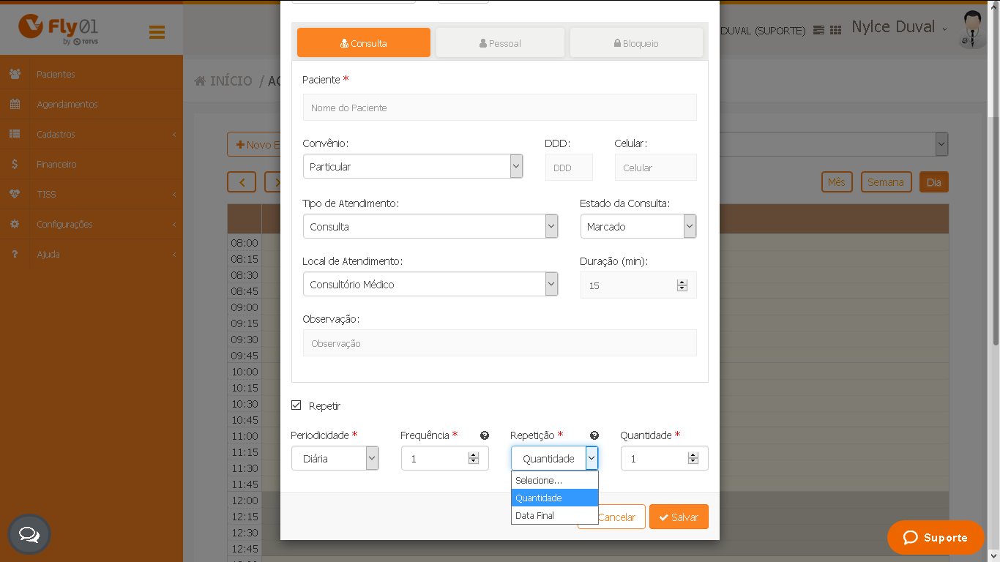 Fly01
by TOTVS
Pacientes
Agendamentos
Cadastros
Financeiro
TISS
Configurações
Ajuda
DUVAL (SUPORTE)
Nylce Duval
INÍCIO /
Novo
Mês
Semana
Dia
08:00
08:15
08:30
08:45
09:00
09:15
09:30
09:45
10:00
10:15
10:30
10:45
11:00
11:15
11:30
11:45
12:00
12:15
12:30
12:45
Consulta
Pessoal
Bloqueio
Paciente *
Nome do Paciente
Convênio: DDD: Celular:
Particular DDD Celular
Tipo de Atendimento: Estado da Consulta:
Consulta Marcado
Local de Atendimento: Duração (min):
Consultório Médico 15
Observação:
Observação
Repetir
Periodicidade * Frequência * Repetição * Quantidade *
Diária 1 Quantidade 1
Selecione...
Quantidade
Data Final
Cancelar
Salvar
Suporte